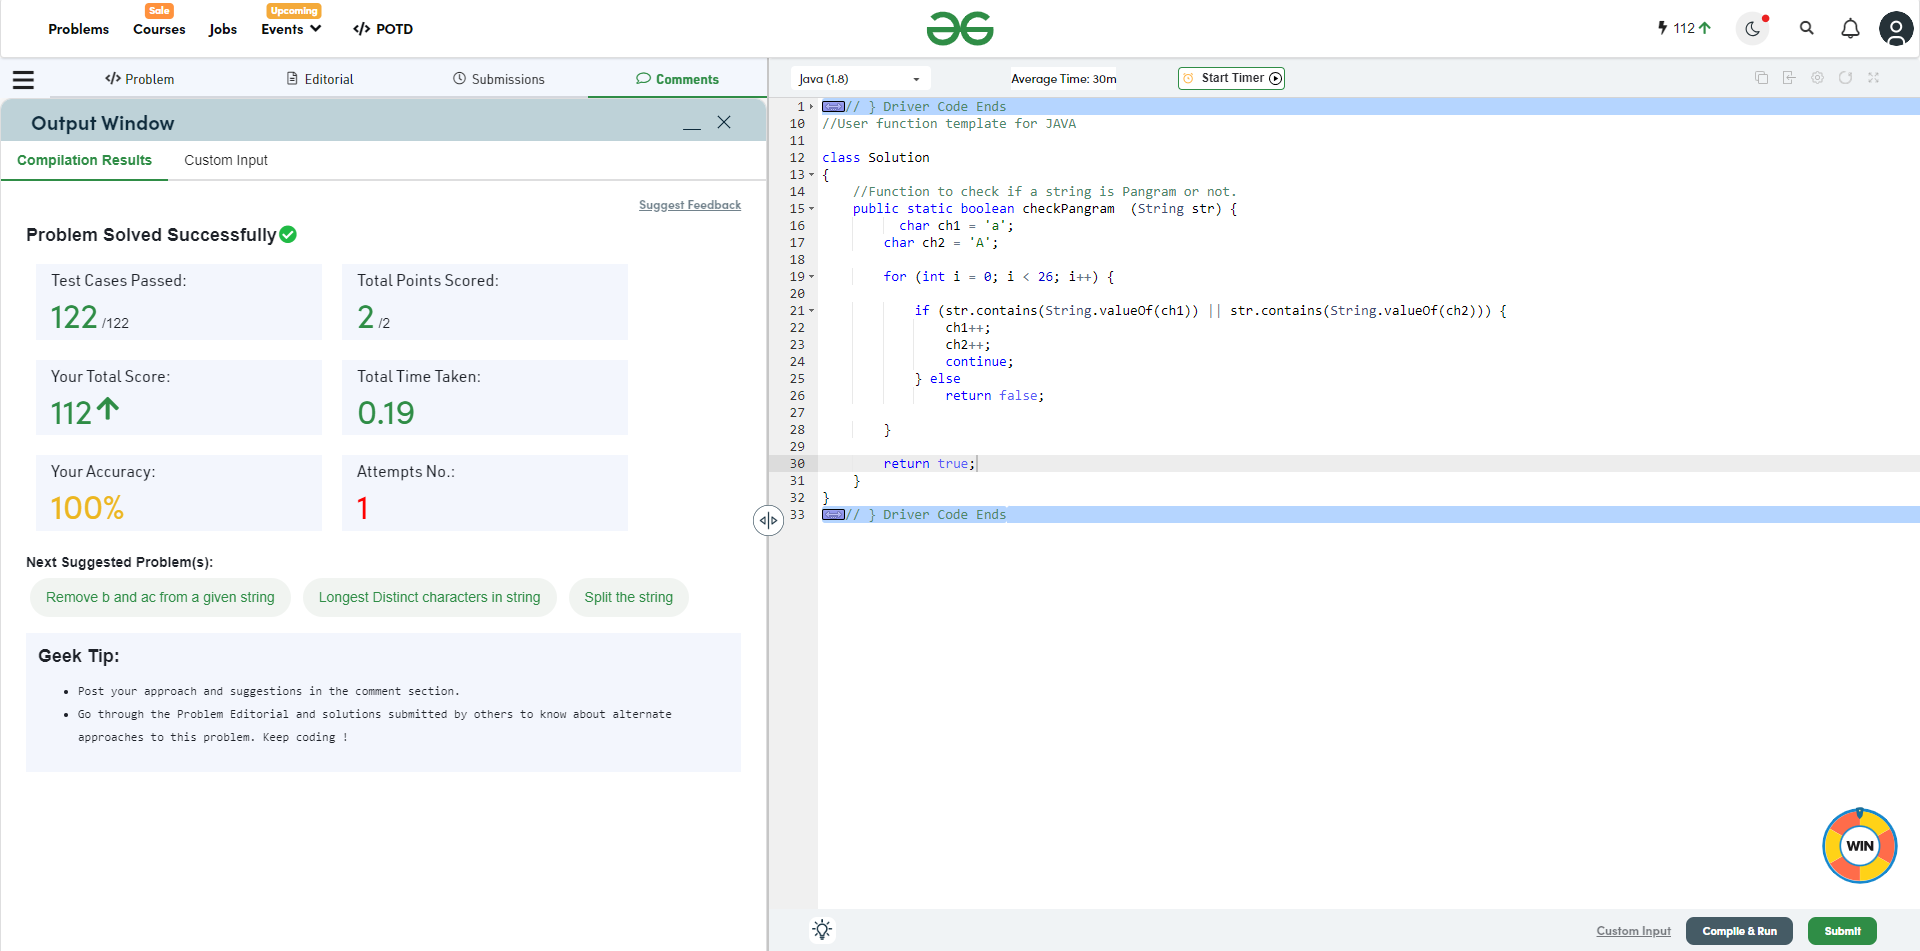 Problems
Sale
Courses
Jobs
Upcoming
Events
</> POTD
112
</> Problem
Editorial
Submissions
Comments
Output Window
Compilation Results
Custom Input
Suggest Feedback
Problem Solved Successfully
Test Cases Passed:
122 /122
Total Points Scored:
2 /2
Your Total Score:
112
Total Time Taken:
0.19
Your Accuracy:
100%
Attempts No.:
1
Next Suggested Problem(s):
Remove b and ac from a given string
Longest Distinct characters in string
Split the string
Geek Tip:
Post your approach and suggestions in the comment section.
Go through the Problem Editorial and solutions submitted by others to know about alternate
approaches to this problem. Keep coding !
Java (1.8)
Average Time: 30m
Start Timer
1 // } Driver Code Ends
10 //User function template for JAVA
11
12 class Solution
13 {
14 //Function to check if a string is Pangram or not.
15 public static boolean checkPangram  (String str) {
16 char ch1 = 'a';
17 char ch2 = 'A';
18
19 for (int i = 0; i < 26; i++) {
20
21 if (str.contains(String.valueOf(ch1)) || str.contains(String.valueOf(ch2))) {
22 ch1++;
23 ch2++;
24 continue;
25 } else
26 return false;
27
28 }
29
30 return true;
31 }
32 }
33 // } Driver Code Ends
WIN
Custom Input
Compile & Run
Submit